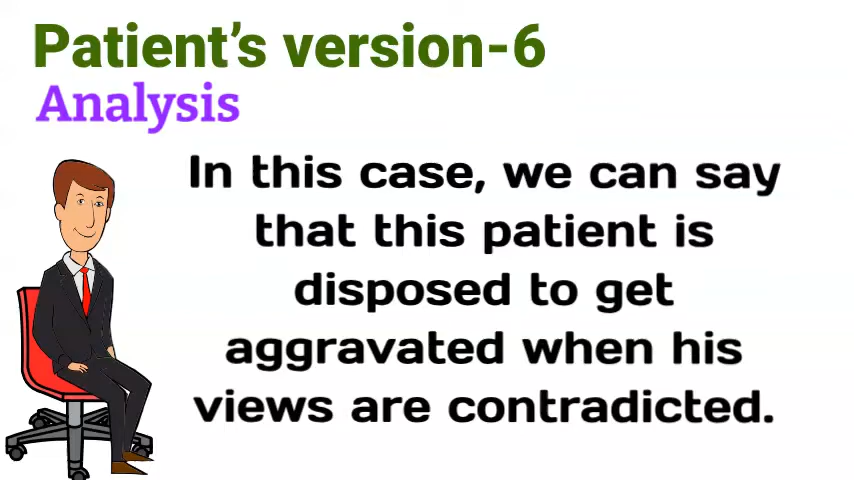 Patient’s version-6
Analysis
In this case, we can say
that this patient is
disposed to get
aggravated when his
views are contradicted.